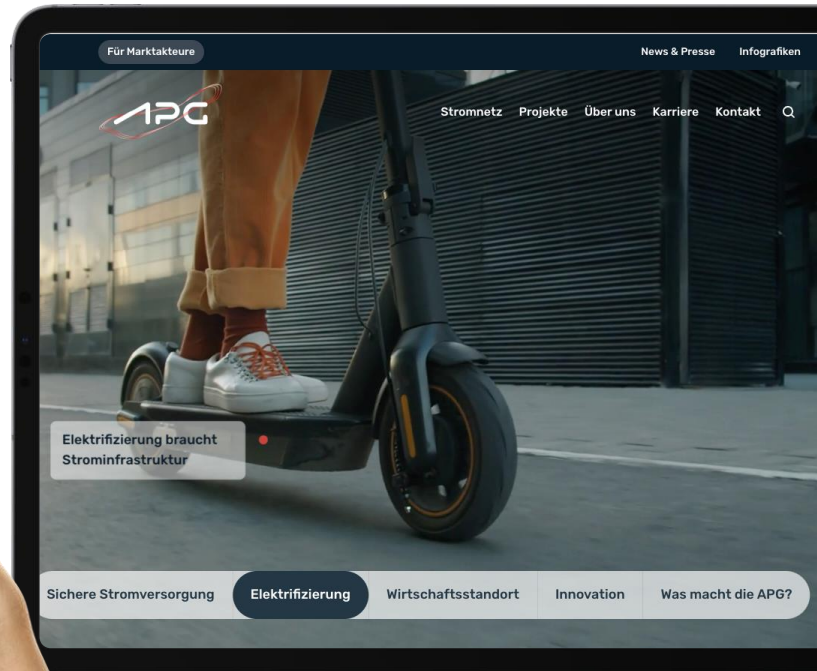 Für Marktakteure
News & Presse
Infografiken
APG
Stromnetz
Projekte
Über uns
Karriere
Kontakt
Elektrifizierung braucht
Strominfrastruktur
Sichere Stromversorgung
Elektrifizierung
Wirtschaftsstandort
Innovation
Was macht die APG?